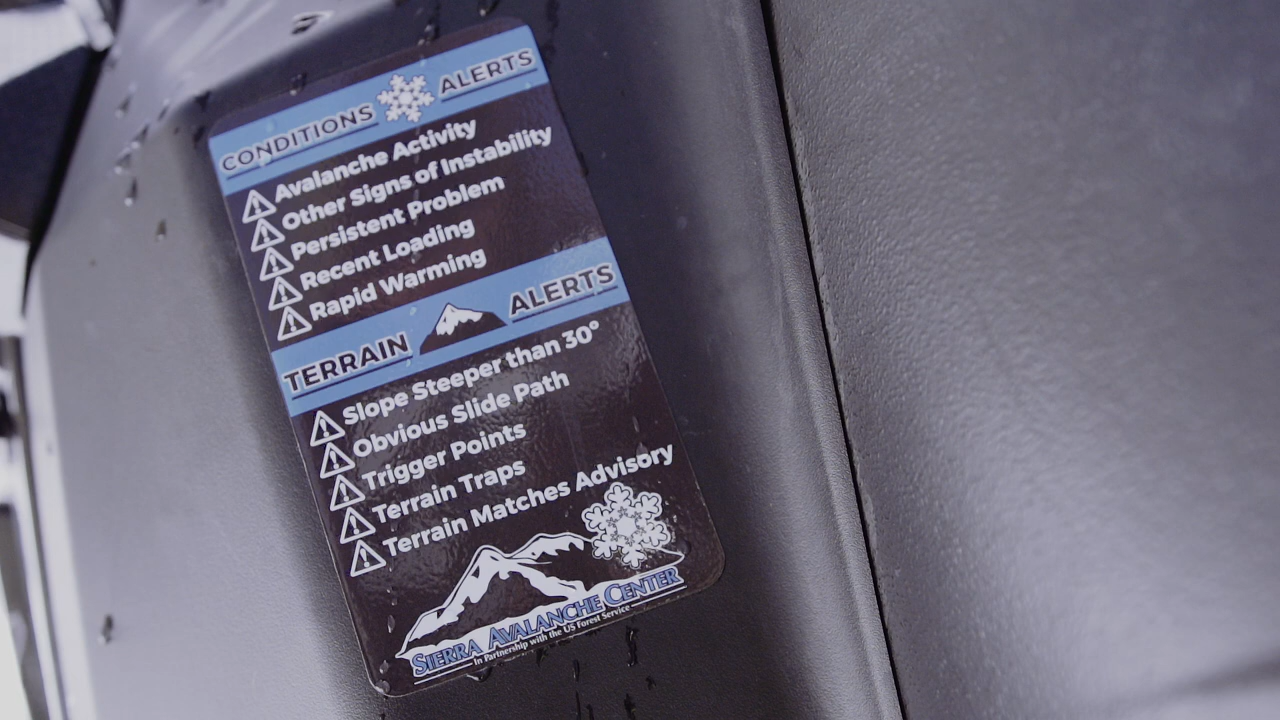 CONDITIONS ALERTS
Avalanche Activity
Other Signs of Instability
Persistent Problem
Recent Loading
Rapid Warming
TERRAIN ALERTS
Slope Steeper than 30°
Obvious Slide Path
Trigger Points
Terrain Traps
Terrain Matches Advisory
SIERRA AVALANCHE CENTER
In Partnership with the US Forest Service